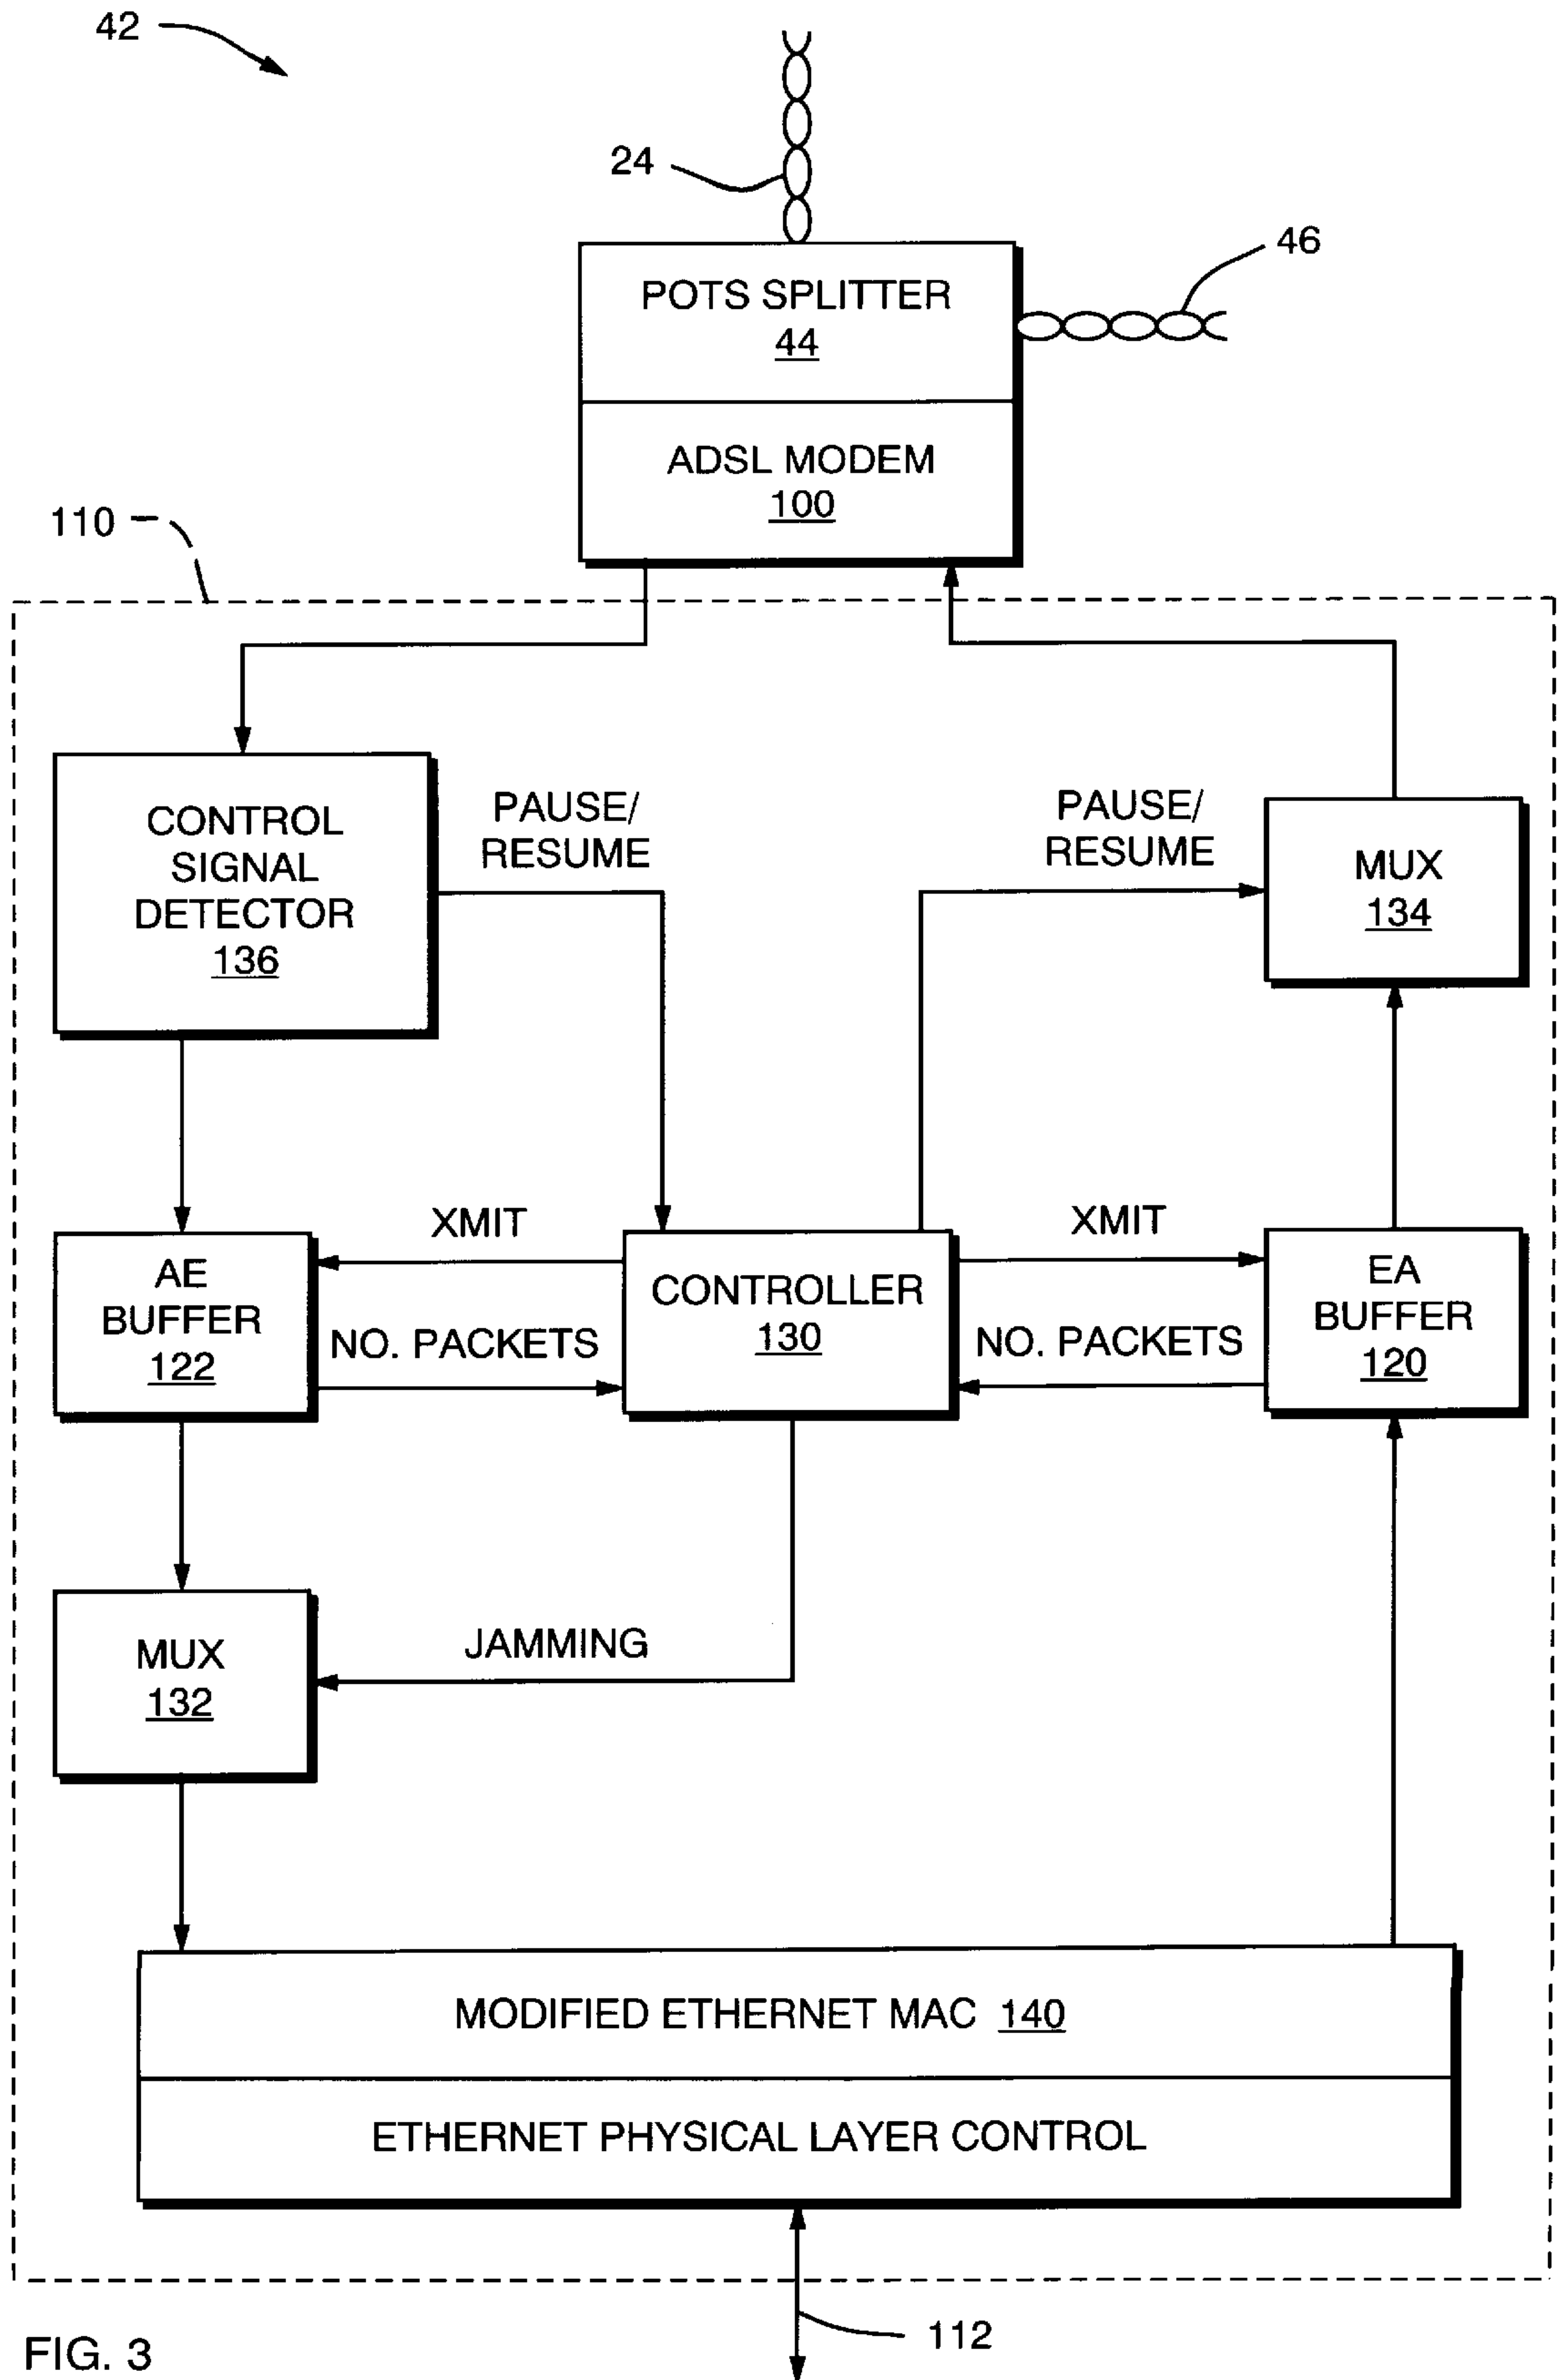 42
24
46
POTS SPLITTER
44
ADSL MODEM
100
110
CONTROL
SIGNAL
DETECTOR
136
PAUSE/
RESUME
PAUSE/
RESUME
MUX
134
AE
BUFFER
122
XMIT
NO. PACKETS
CONTROLLER
130
XMIT
NO. PACKETS
EA
BUFFER
120
MUX
132
JAMMING
MODIFIED ETHERNET MAC 140
ETHERNET PHYSICAL LAYER CONTROL
112
FIG. 3